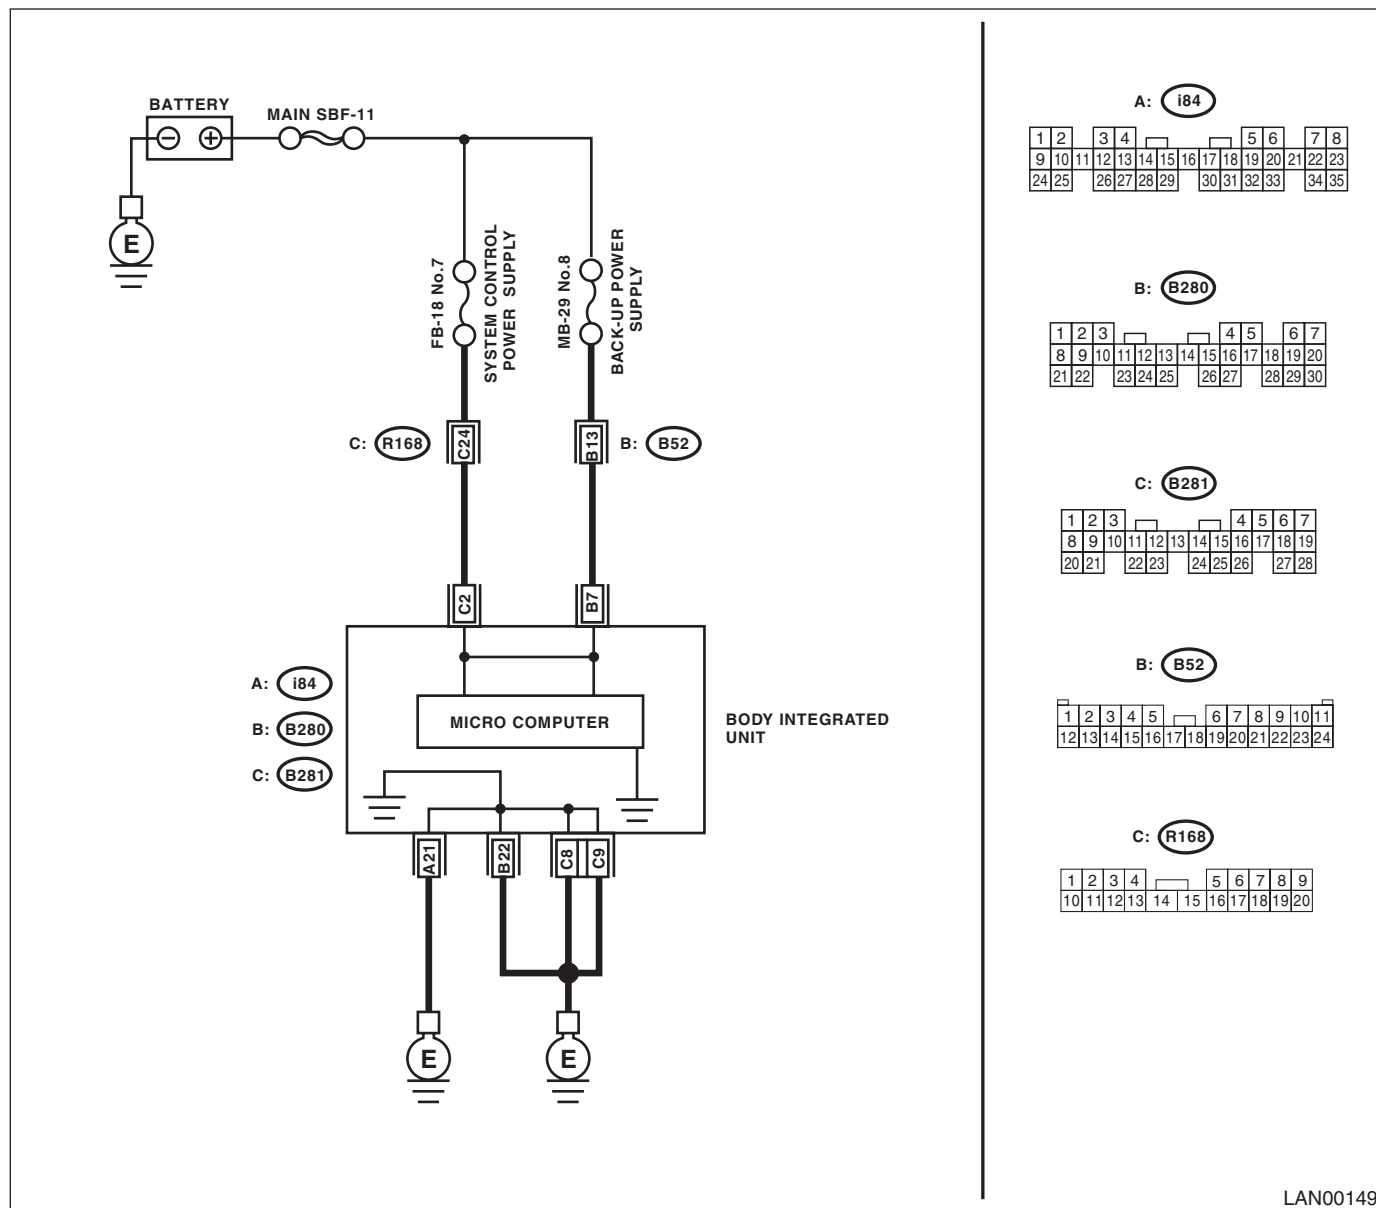 BATTERY
MAIN SBF-11
E
FB-18 No.7
SYSTEM CONTROL
POWER SUPPLY
MB-29 No.8
BACK-UP POWER
SUPPLY
C: R168
C24
B13
B: B52
C2
B7
A: i84
B: B280
C: B281
MICRO COMPUTER
BODY INTEGRATED
UNIT
A21
B22
C8
C9
E
E
A: i84
1 2 3 4 5 6 7 8
9 10 11 12 13 14 15 16 17 18 19 20 21 22 23
24 25 26 27 28 29 30 31 32 33 34 35
B: B280
1 2 3 4 5 6 7
8 9 10 11 12 13 14 15 16 17 18 19 20
21 22 23 24 25 26 27 28 29 30
C: B281
1 2 3 4 5 6 7
8 9 10 11 12 13 14 15 16 17 18 19
20 21 22 23 24 25 26 27 28
B: B52
1 2 3 4 5 6 7 8 9 10 11
12 13 14 15 16 17 18 19 20 21 22 23 24
C: R168
1 2 3 4 5 6 7 8 9
10 11 12 13 14 15 16 17 18 19 20
LAN00149